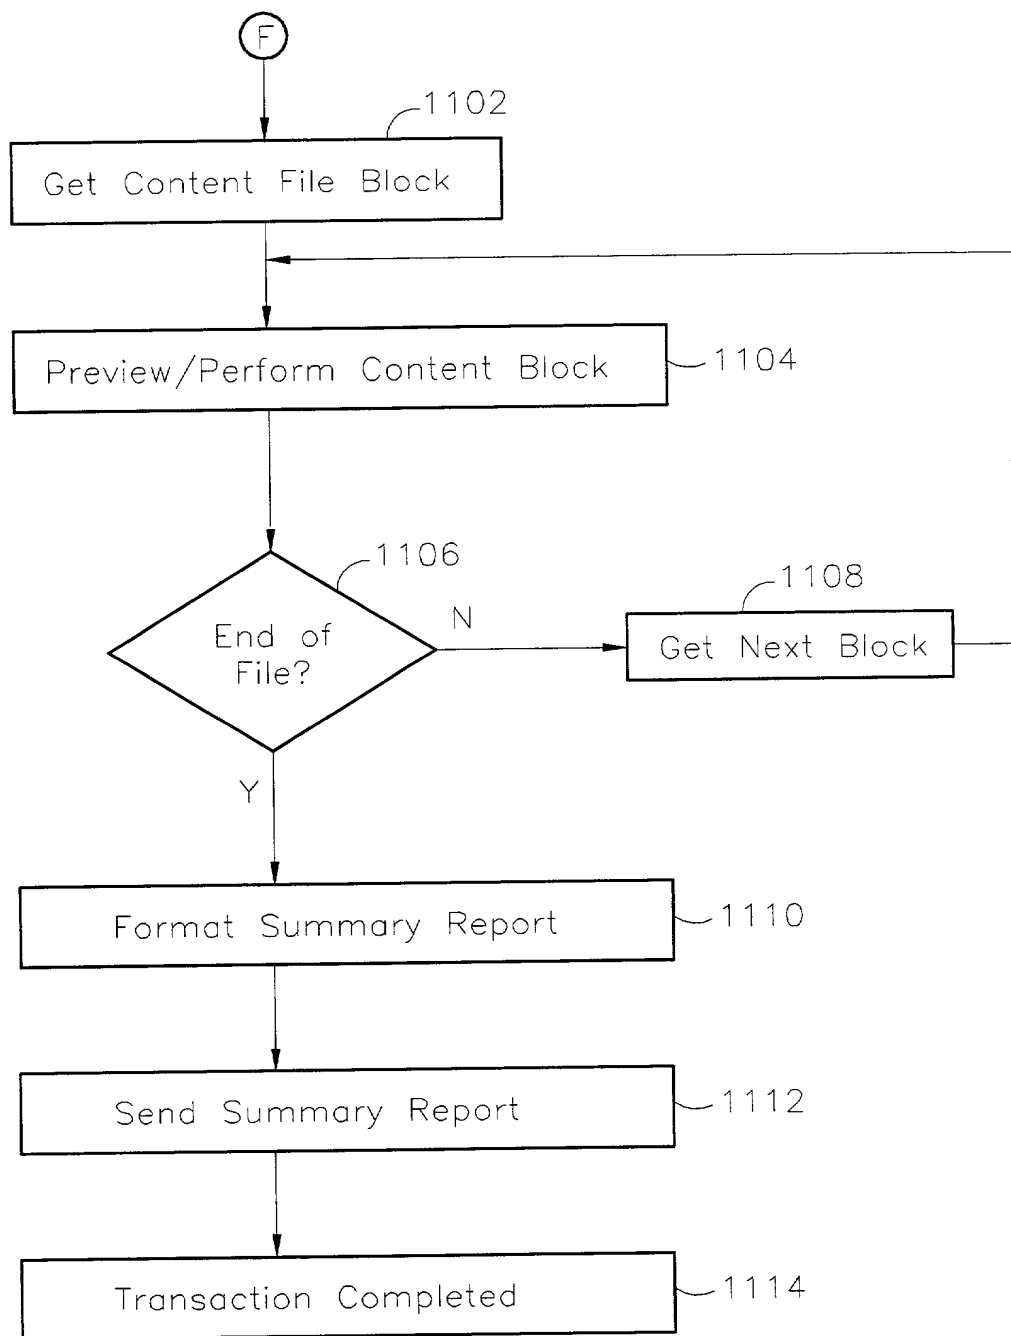 F
1102
Get Content File Block
Preview/Perform Content Block
1104
1106
End of
File?
N
1108
Get Next Block
Y
Format Summary Report
1110
Send Summary Report
1112
Transaction Completed
1114